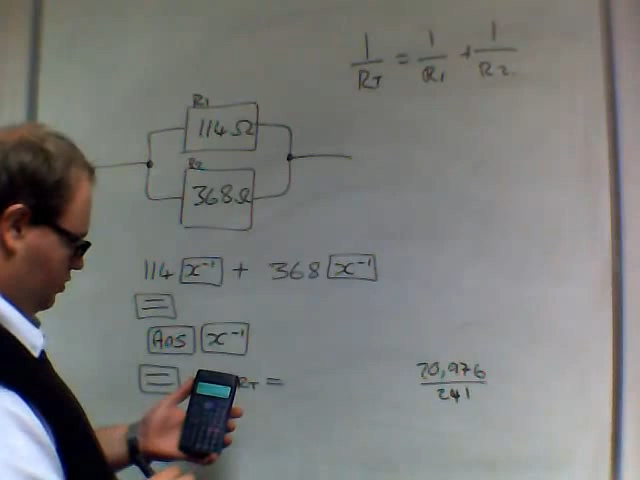 1/RT = 1/R1 + 1/R2
R1
114Ω
R2
368Ω
114 x⁻¹ + 368 x⁻¹
=
Ans x⁻¹
= RT =
20,976/241